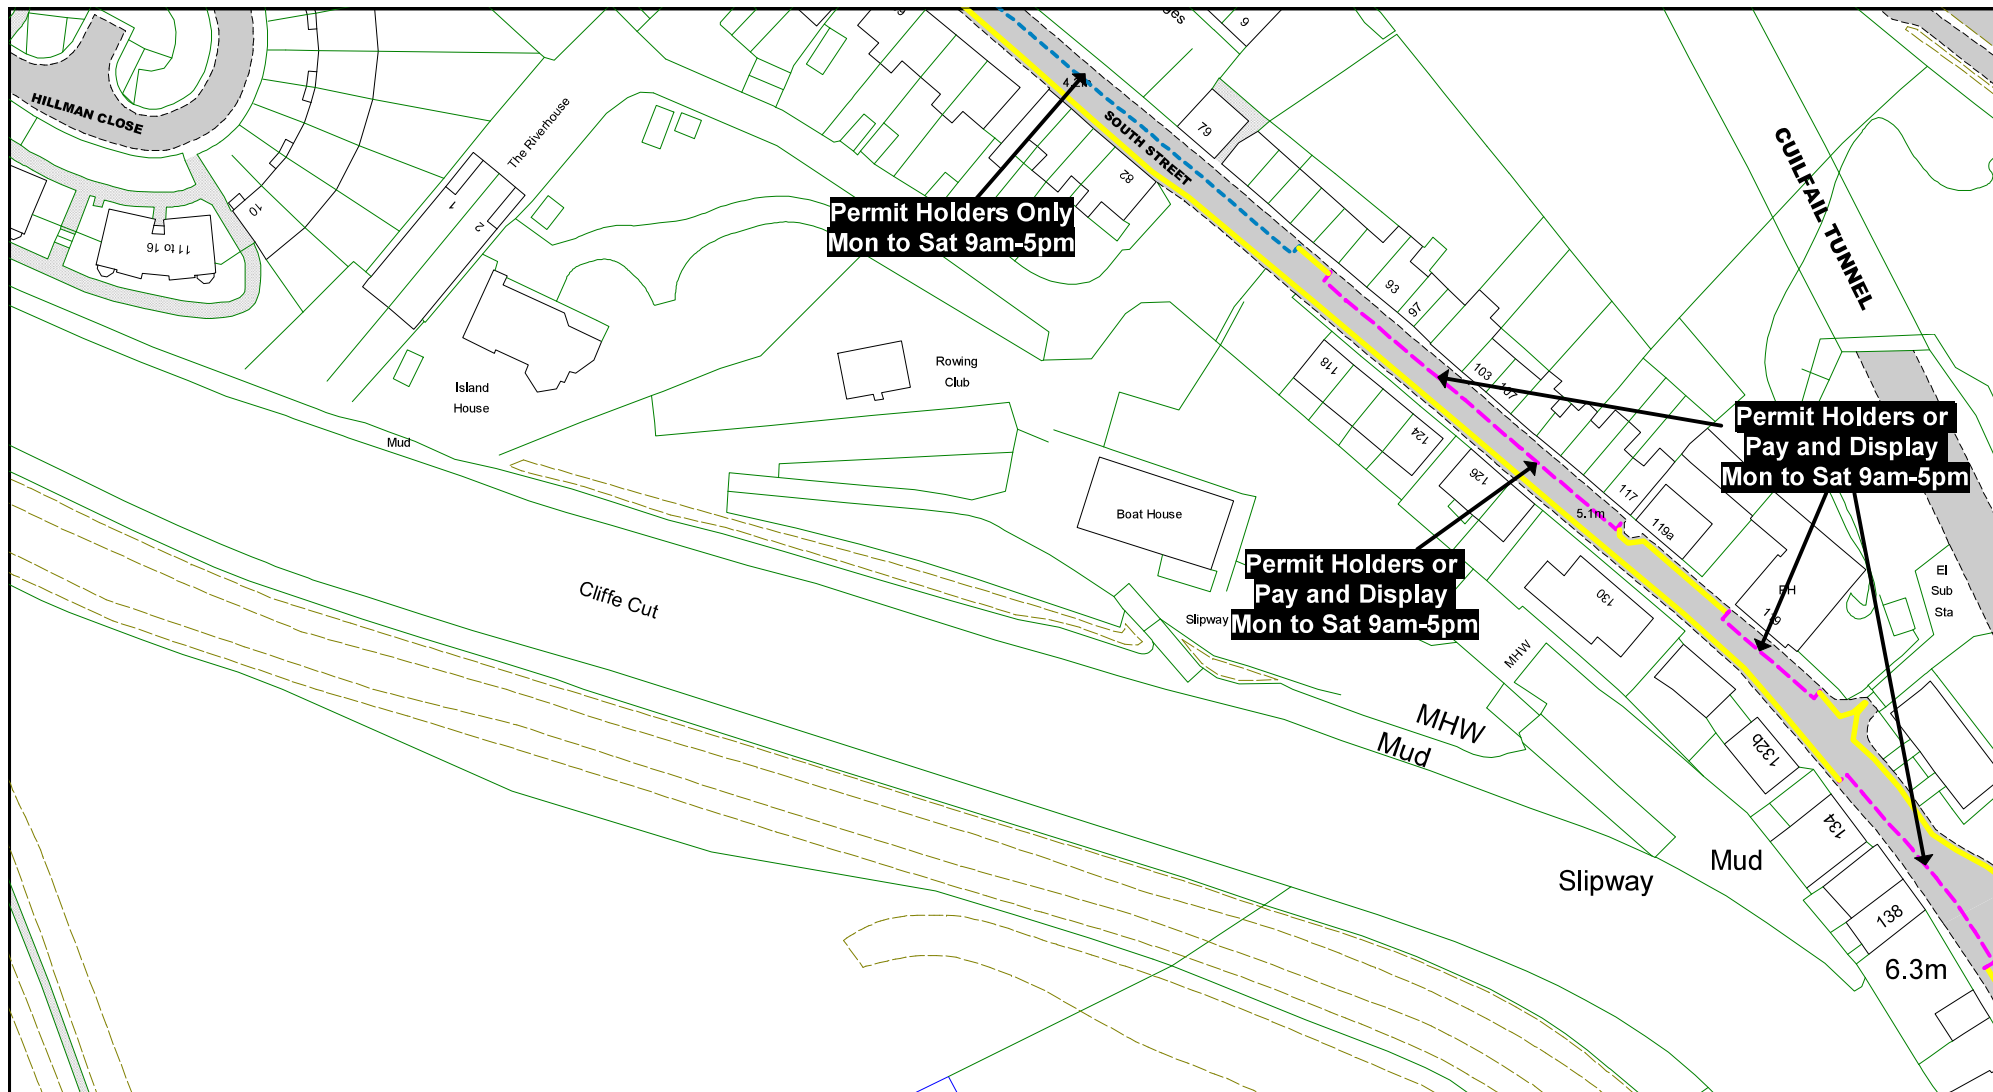 9
HILLMAN CLOSE
The Riverhouse
SOUTH STREET
79
82
CUILFAIL TUNNEL
1
2
10
11 to 16
Permit Holders Only
Mon to Sat 9am-5pm
93
97
Island
House
Rowing
Club
118
103
107
Permit Holders or
Pay and Display
Mon to Sat 9am-5pm
Mud
124
126
117
5.1m
119a
Boat House
Permit Holders or
Pay and Display
Mon to Sat 9am-5pm
El
Sub
Sta
PH
119
130
Cliffe Cut
Slipway
MHW
MHW
Mud
132b
134
Mud
Slipway
138
6.3m